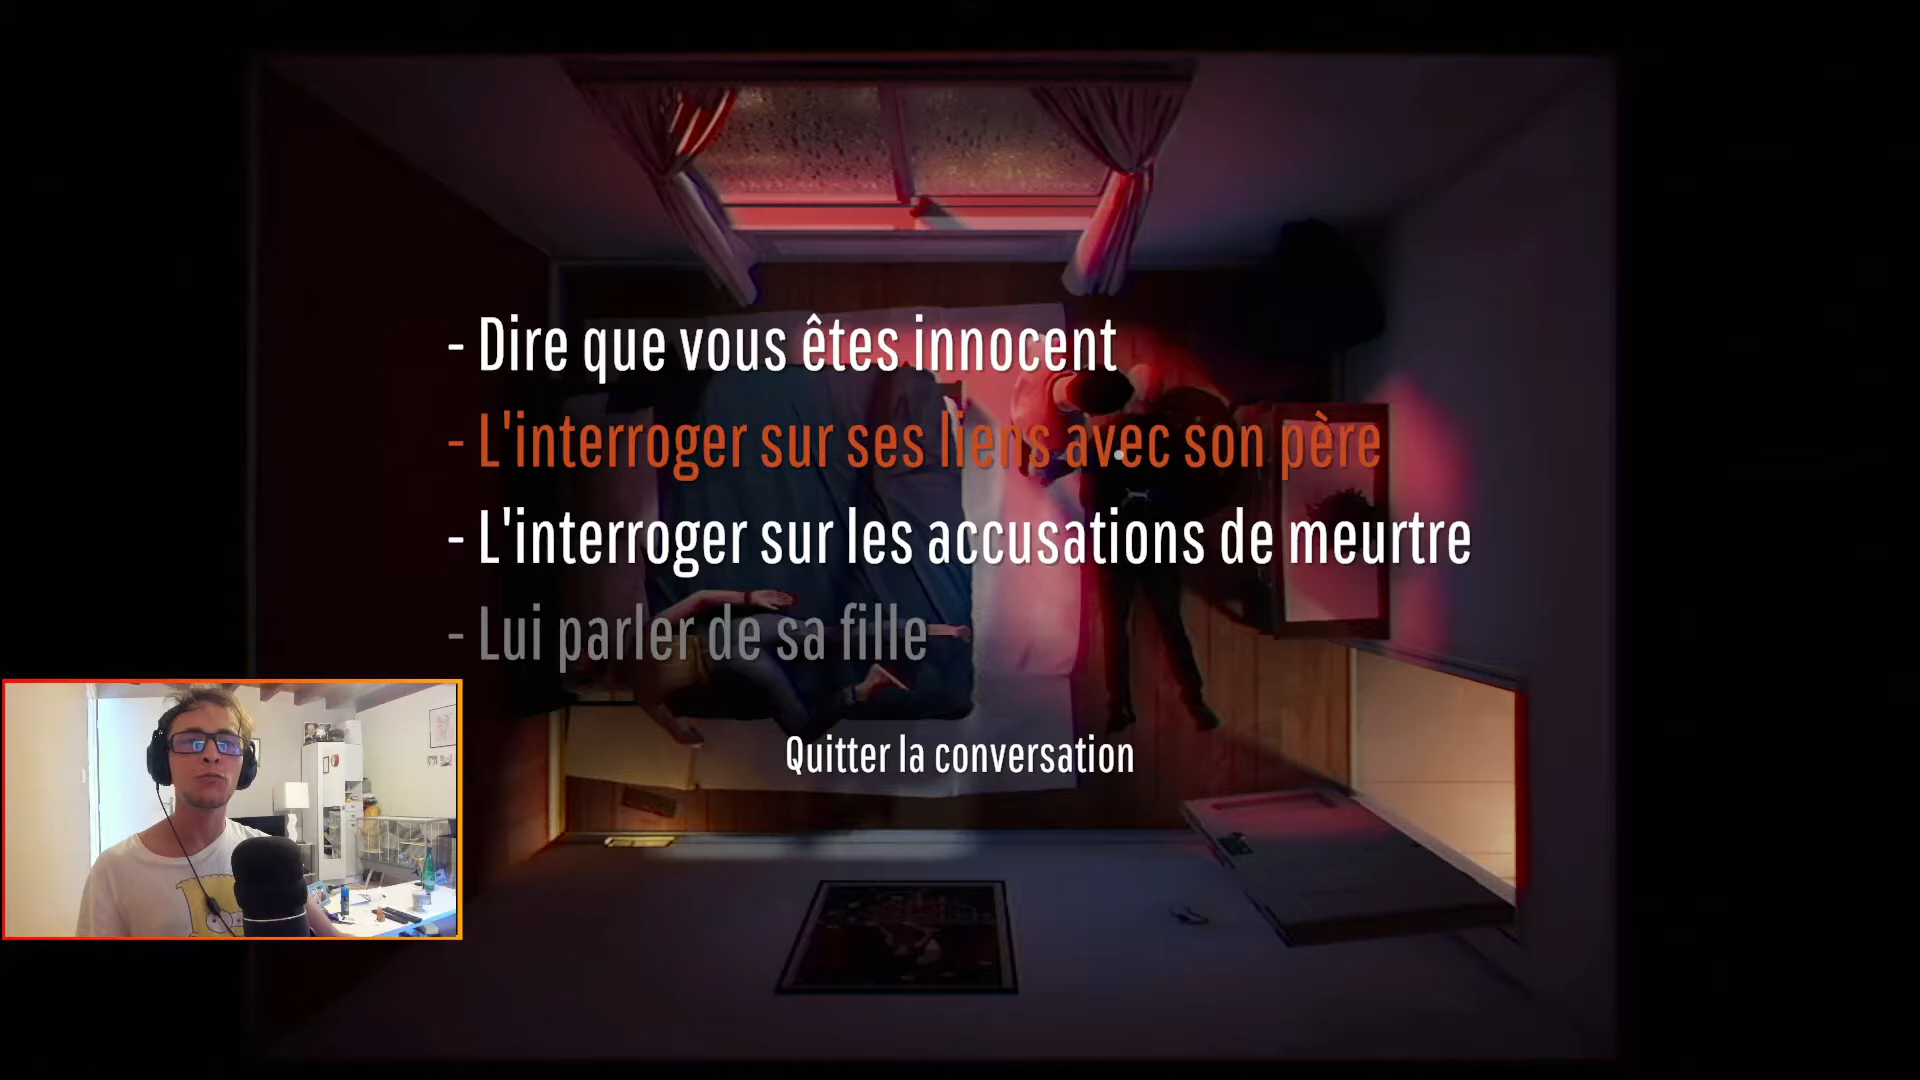 - Dire que vous êtes innocent
- L'interroger sur ses liens avec son père
- L'interroger sur les accusations de meurtre
- Lui parler de sa fille
Quitter la conversation